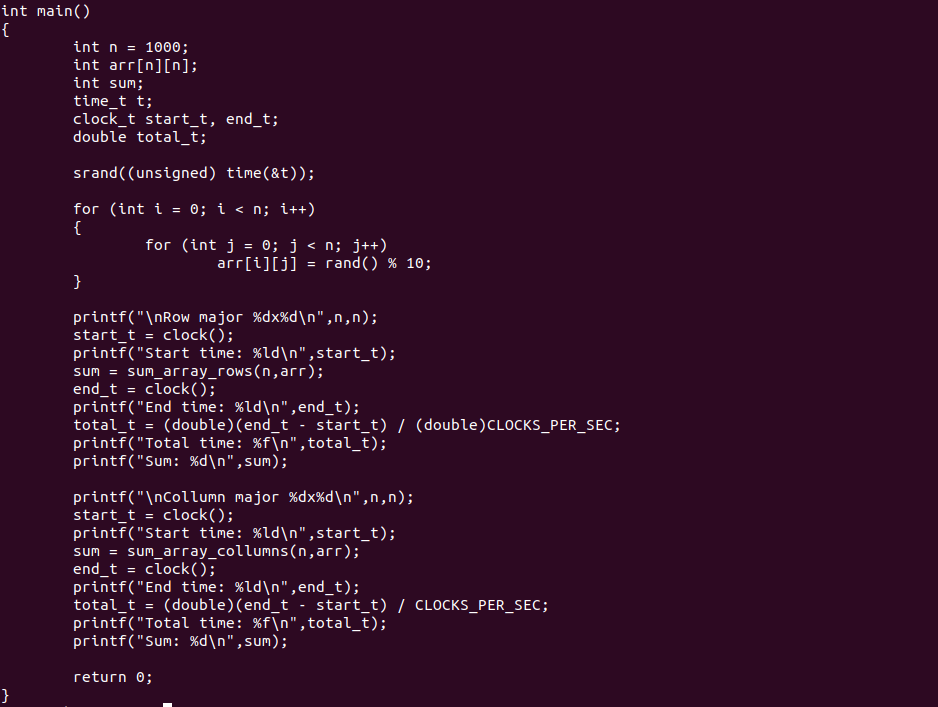 int main()
{
        int n = 1000;
        int arr[n][n];
        int sum;
        time_t t;
        clock_t start_t, end_t;
        double total_t;

        srand((unsigned) time(&t));

        for (int i = 0; i < n; i++)
        {
                for (int j = 0; j < n; j++)
                        arr[i][j] = rand() % 10;
        }

        printf("\nRow major %dx%d\n",n,n);
        start_t = clock();
        printf("Start time: %ld\n",start_t);
        sum = sum_array_rows(n,arr);
        end_t = clock();
        printf("End time: %ld\n",end_t);
        total_t = (double)(end_t - start_t) / (double)CLOCKS_PER_SEC;
        printf("Total time: %f\n",total_t);
        printf("Sum: %d\n",sum);

        printf("\nCollumn major %dx%d\n",n,n);
        start_t = clock();
        printf("Start time: %ld\n",start_t);
        sum = sum_array_collumns(n,arr);
        end_t = clock();
        printf("End time: %ld\n",end_t);
        total_t = (double)(end_t - start_t) / CLOCKS_PER_SEC;
        printf("Total time: %f\n",total_t);
        printf("Sum: %d\n",sum);

        return 0;
}